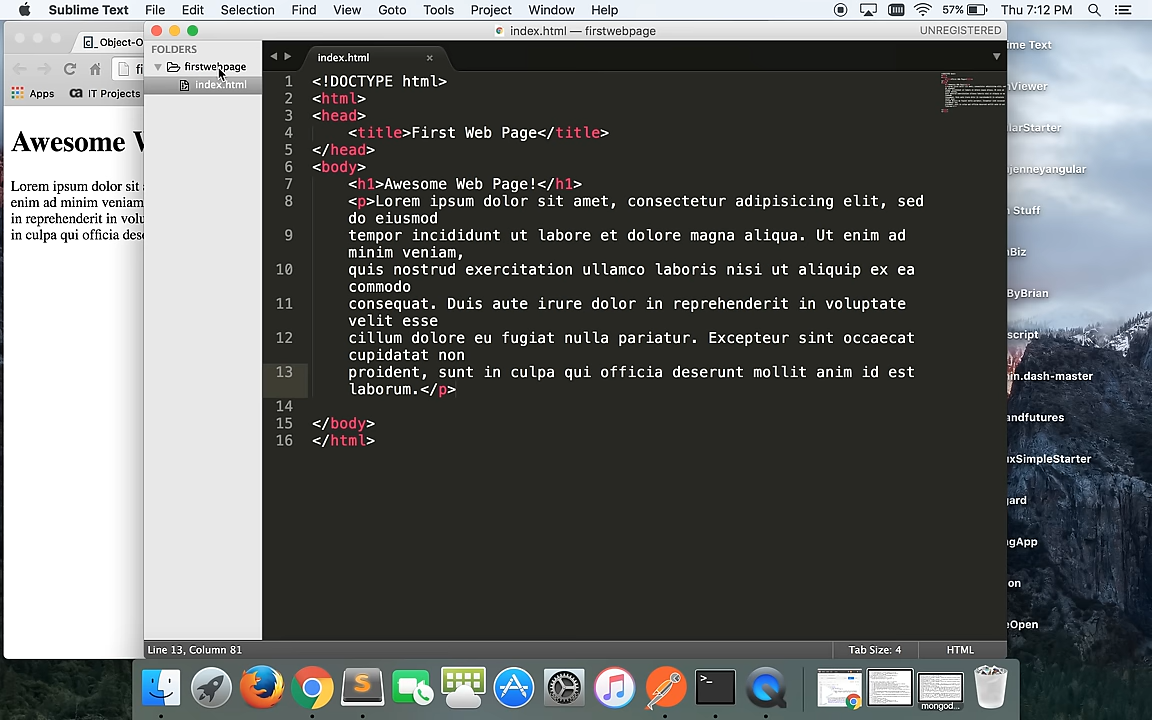 Sublime Text File Edit Selection Find View Goto Tools Project Window Help 57% Thu 7:12 PM
index.html — firstwebpage UNREGISTERED
Object-O
Apps IT Projects
Awesome
Lorem ipsum dolor sit
enim ad minim veniam
in reprehenderit in
in culpa qui officia
FOLDERS
firstwebpage
index.html
index.html
1 <!DOCTYPE html>
2 <html>
3 <head>
4 <title>First Web Page</title>
5 </head>
6 <body>
7 <h1>Awesome Web Page!</h1>
8 <p>Lorem ipsum dolor sit amet, consectetur adipisicing elit, sed
do eiusmod
9 tempor incididunt ut labore et dolore magna aliqua. Ut enim ad
minim veniam,
10 quis nostrud exercitation ullamco laboris nisi ut aliquip ex ea
commodo
11 consequat. Duis aute irure dolor in reprehenderit in voluptate
velit esse
12 cillum dolore eu fugiat nulla pariatur. Excepteur sint occaecat
cupidatat non
13 proident, sunt in culpa qui officia deserunt mollit anim id est
laborum.</p>
14
15 </body>
16 </html>
Line 13, Column 81 Tab Size: 4 HTML
ime Text
nViewer
larStarter
jenneyangular
Stuff
Biz
ByBrian
script
in.dash-master
andfutures
uxSimpleStarter
gard
gApp
on
eOpen
mongod...